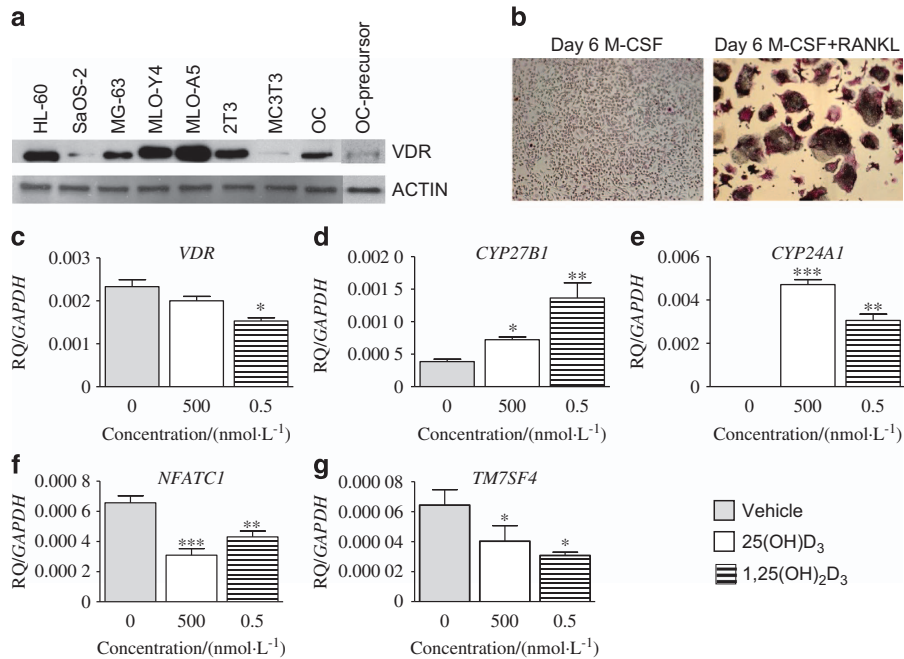 a
HL-60
SaOS-2
MG-63
MLO-Y4
MLO-A5
2T3
MC3T3
OC
OC-precursor
VDR
ACTIN
b
Day 6 M-CSF
Day 6 M-CSF+RANKL
c
VDR
RQ/GAPDH
0.003
0.002
0.001
0
*
0
500
0.5
Concentration/(nmol·L⁻¹)
d
CYP27B1
RQ/GAPDH
0.002 0
0.001 5
0.001 0
0.000 5
0
*
**
0
500
0.5
Concentration/(nmol·L⁻¹)
e
CYP24A1
RQ/GAPDH
0.006
0.004
0.002
0
***
**
0
500
0.5
Concentration/(nmol·L⁻¹)
f
NFATC1
RQ/GAPDH
0.000 8
0.000 6
0.000 4
0.000 2
0
***
**
0
500
0.5
Concentration/(nmol·L⁻¹)
g
TM7SF4
RQ/GAPDH
0.000 08
0.000 06
0.000 04
0.000 02
0
*
*
0
500
0.5
Concentration/(nmol·L⁻¹)
Vehicle
25(OH)D₃
1,25(OH)₂D₃